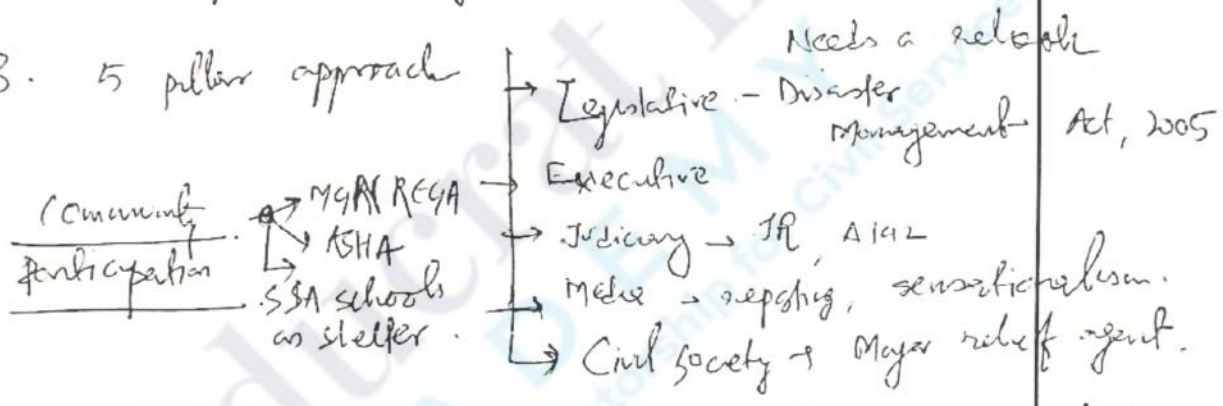 Needs a relook
3. 5 pillar approach
→ Legislative - Disaster
Management Act, 2005
→ Executive
→ Judiciary → JR, A142
→ Media → reporting, sensationalism.
→ Civil Society → Major relief agent.
Community
Participation
→ MGNREGA
→ ASHA
→ SSA schools
as shelter.